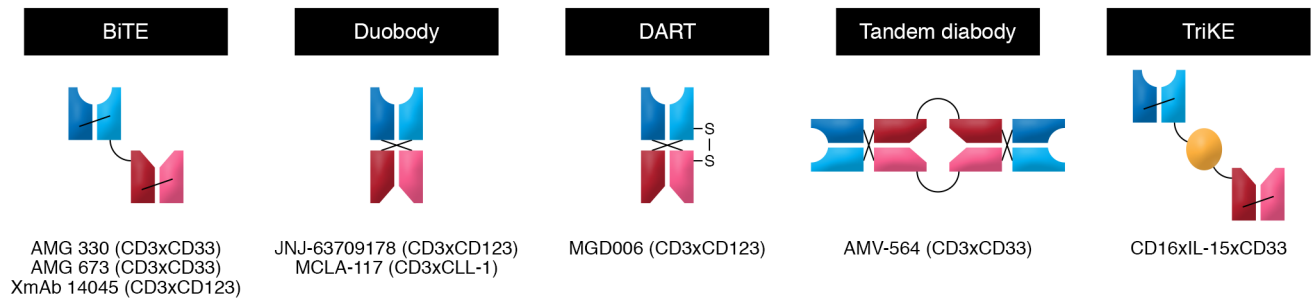 BiTE
Duobody
DART
Tandem diabody
TriKE
S
S
AMG 330 (CD3xCD33)
AMG 673 (CD3xCD33)
XmAb 14045 (CD3xCD123)
JNJ-63709178 (CD3xCD123)
MCLA-117 (CD3xCLL-1)
MGD006 (CD3xCD123)
AMV-564 (CD3xCD33)
CD16xIL-15xCD33